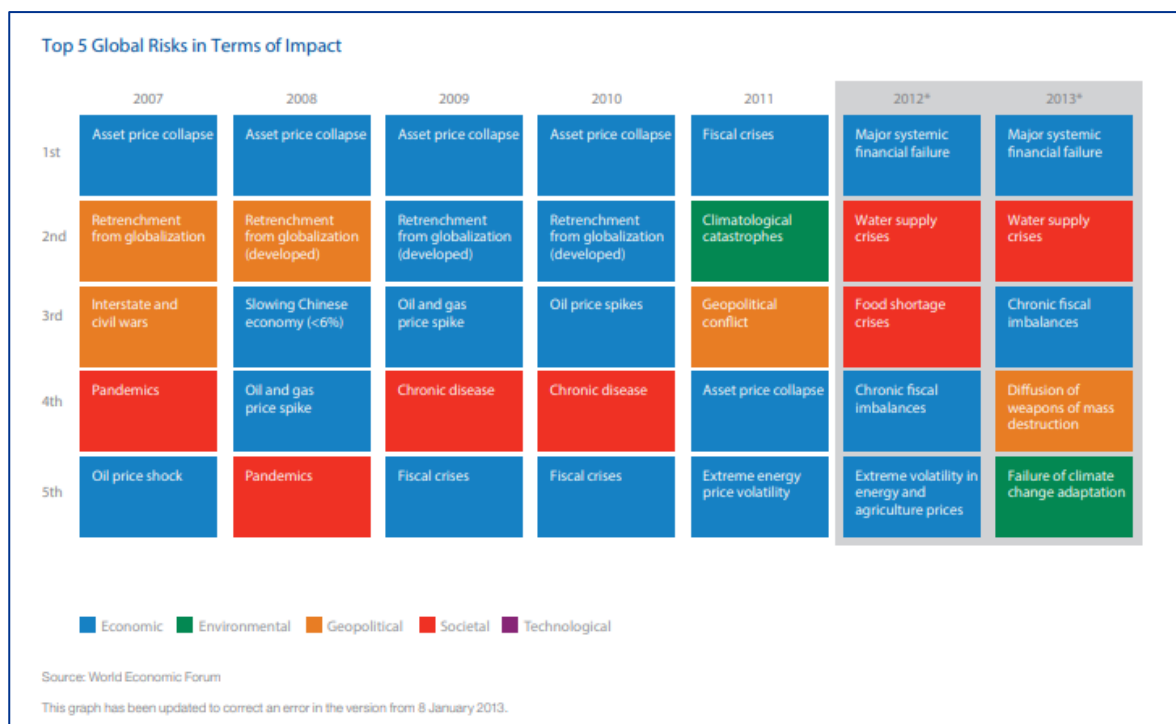 Top 5 Global Risks in Terms of Impact
2007 2008 2009 2010 2011 2012* 2013*
1st
Asset price collapse
Asset price collapse
Asset price collapse
Asset price collapse
Fiscal crises
Major systemic
financial failure
Major systemic
financial failure
2nd
Retrenchment
from globalization
Retrenchment
from globalization
(developed)
Retrenchment
from globalization
(developed)
Retrenchment
from globalization
(developed)
Climatological
catastrophes
Water supply
crises
Water supply
crises
3rd
Interstate and
civil wars
Slowing Chinese
economy (<6%)
Oil and gas
price spike
Oil price spikes
Geopolitical
conflict
Food shortage
crises
Chronic fiscal
imbalances
4th
Pandemics
Oil and gas
price spike
Chronic disease
Chronic disease
Asset price collapse
Chronic fiscal
imbalances
Diffusion of
weapons of mass
destruction
5th
Oil price shock
Pandemics
Fiscal crises
Fiscal crises
Extreme energy
price volatility
Extreme volatility in
energy and
agriculture prices
Failure of climate
change adaptation
Economic Environmental Geopolitical Societal Technological
Source: World Economic Forum
This graph has been updated to correct an error in the version from 8 January 2013.